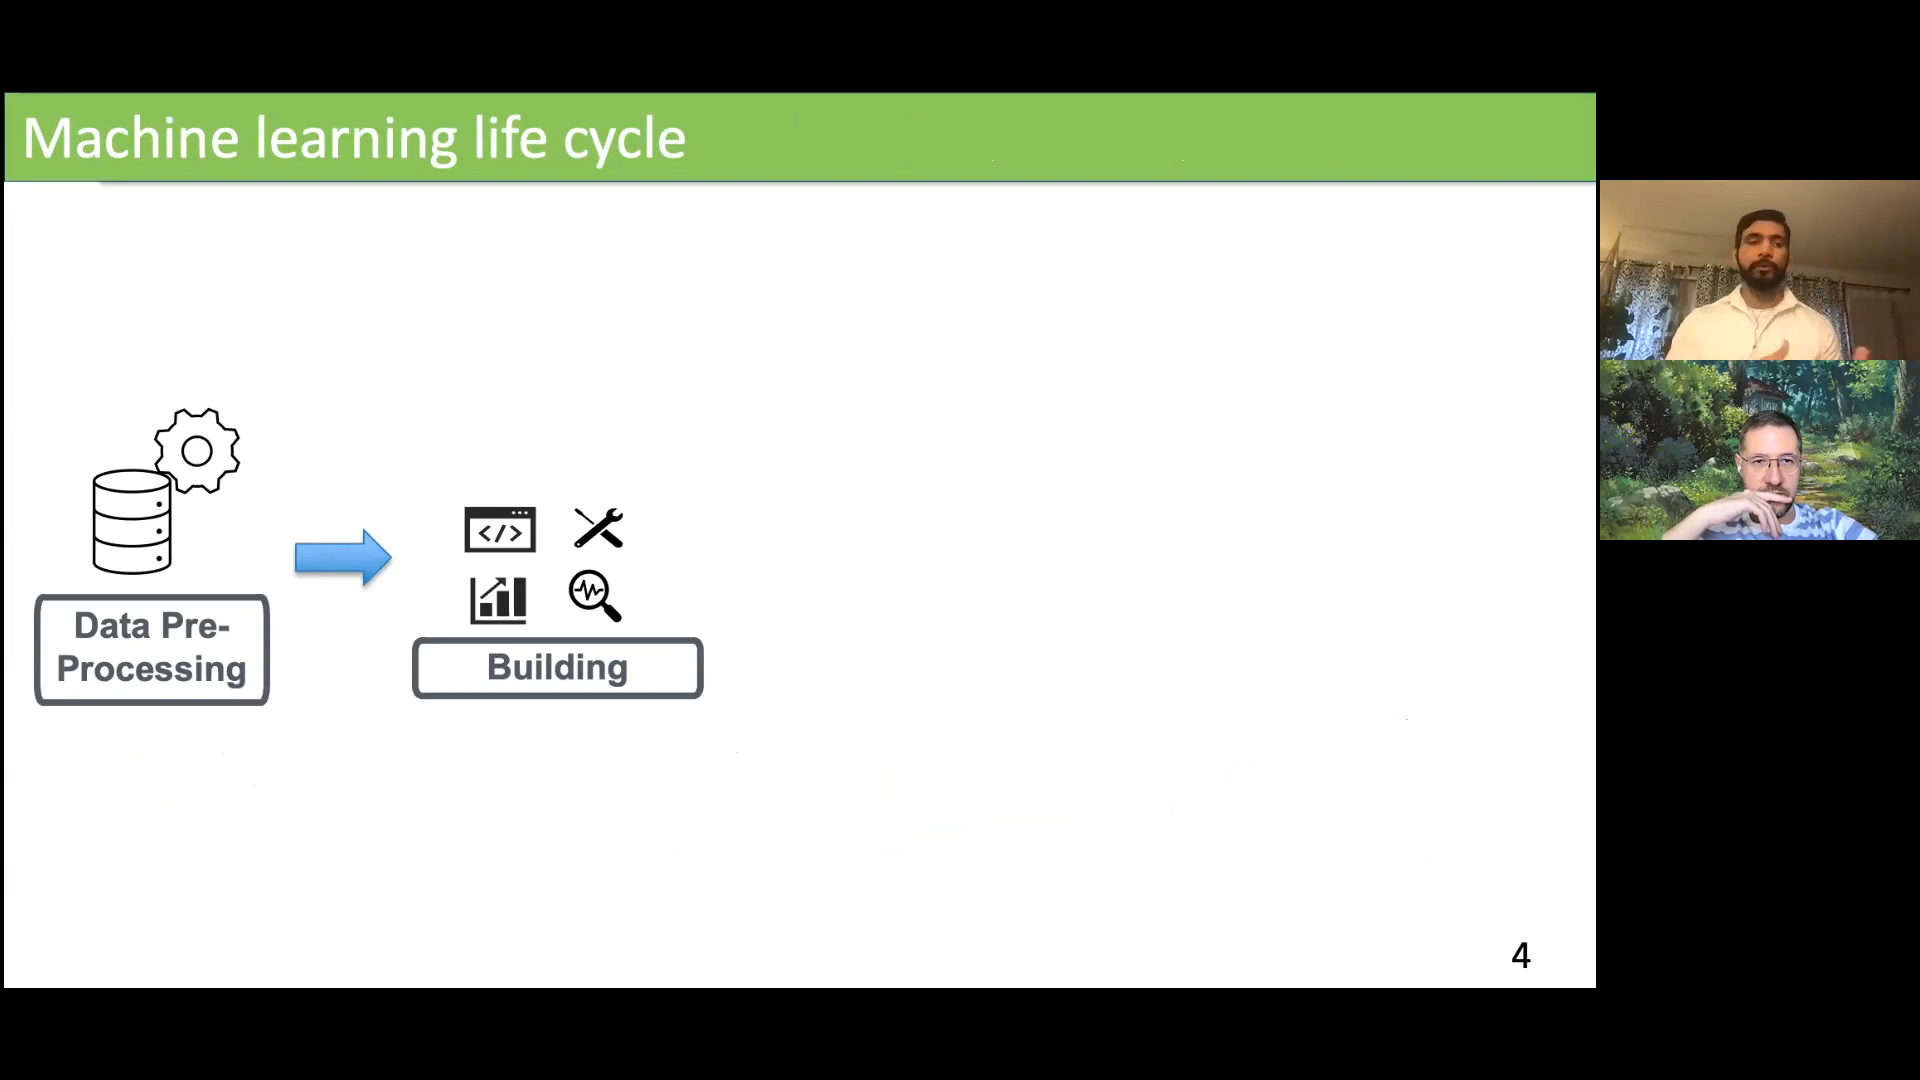 Machine learning life cycle
</>
Data Pre-
Processing
Building
4